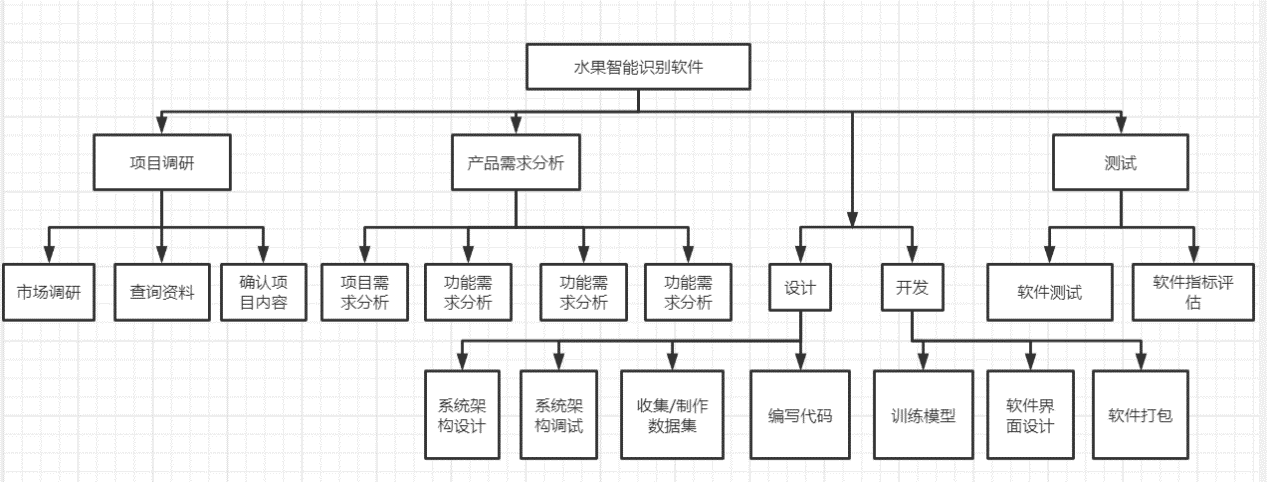 水果智能识别软件
项目调研
产品需求分析
测试
市场调研
查询资料
确认项
目内容
项目需
求分析
功能需
求分析
功能需
求分析
功能需
求分析
设计
开发
软件测试
软件指标评
估
系统架
构设计
系统架
构调试
收集/制作
数据集
编写代码
训练模型
软件界
面设计
软件打包